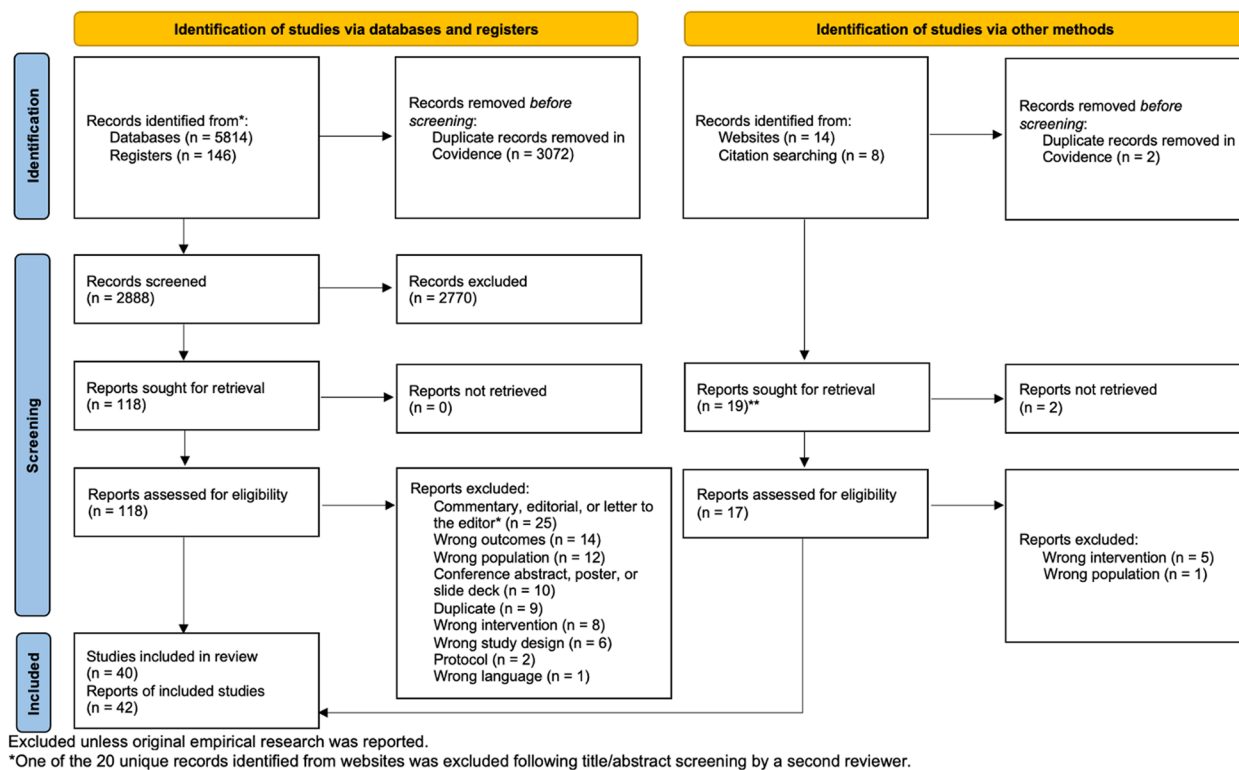 Identification of studies via databases and registers
Identification of studies via other methods
Identification
Records identified from*:
Databases (n = 5814)
Registers (n = 146)
Records removed before
screening:
Duplicate records removed in
Covidence (n = 3072)
Records identified from:
Websites (n = 14)
Citation searching (n = 8)
Records removed before
screening:
Duplicate records removed in
Covidence (n = 2)
Screening
Records screened
(n = 2888)
Records excluded
(n = 2770)
Reports sought for retrieval
(n = 118)
Reports not retrieved
(n = 0)
Reports sought for retrieval
(n = 19)**
Reports not retrieved
(n = 2)
Reports assessed for eligibility
(n = 118)
Reports excluded:
Commentary, editorial, or letter to
the editor* (n = 25)
Wrong outcomes (n = 14)
Wrong population (n = 12)
Conference abstract, poster, or
slide deck (n = 10)
Duplicate (n = 9)
Wrong intervention (n = 8)
Wrong study design (n = 6)
Protocol (n = 2)
Wrong language (n = 1)
Reports assessed for eligibility
(n = 17)
Reports excluded:
Wrong intervention (n = 5)
Wrong population (n = 1)
Included
Studies included in review
(n = 40)
Reports of included studies
(n = 42)
Excluded unless original empirical research was reported.
*One of the 20 unique records identified from websites was excluded following title/abstract screening by a second reviewer.